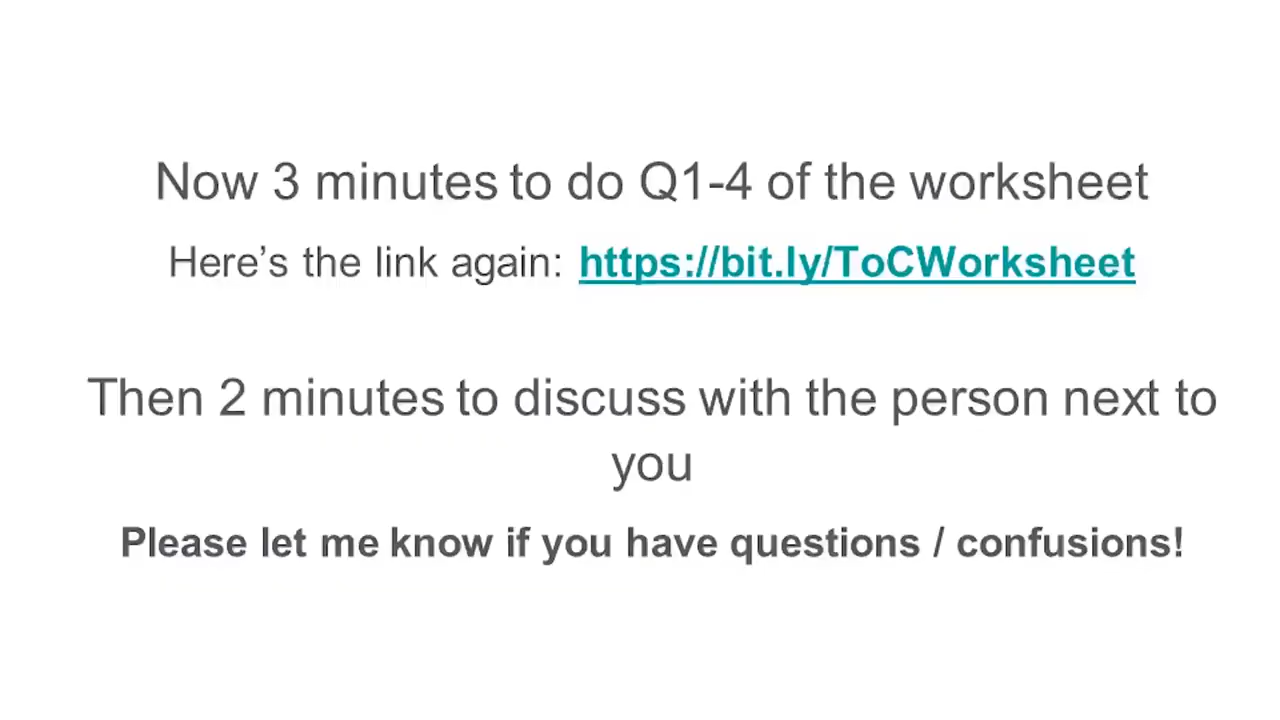 Now 3 minutes to do Q1-4 of the worksheet
Here’s the link again: https://bit.ly/ToCWorksheet
Then 2 minutes to discuss with the person next to
you
Please let me know if you have questions / confusions!